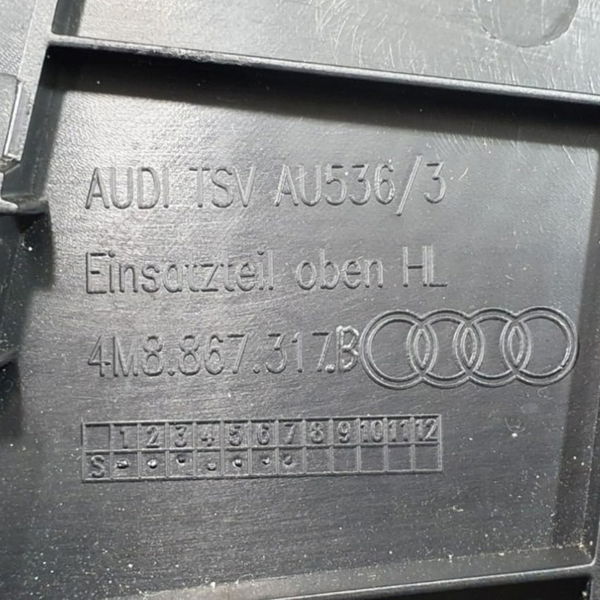 AUDI TSV AU536/3
Einsatzteil oben HL
4M8.867.317.B
1 2 3 4 5 6 7 8 9 10 11 12
S